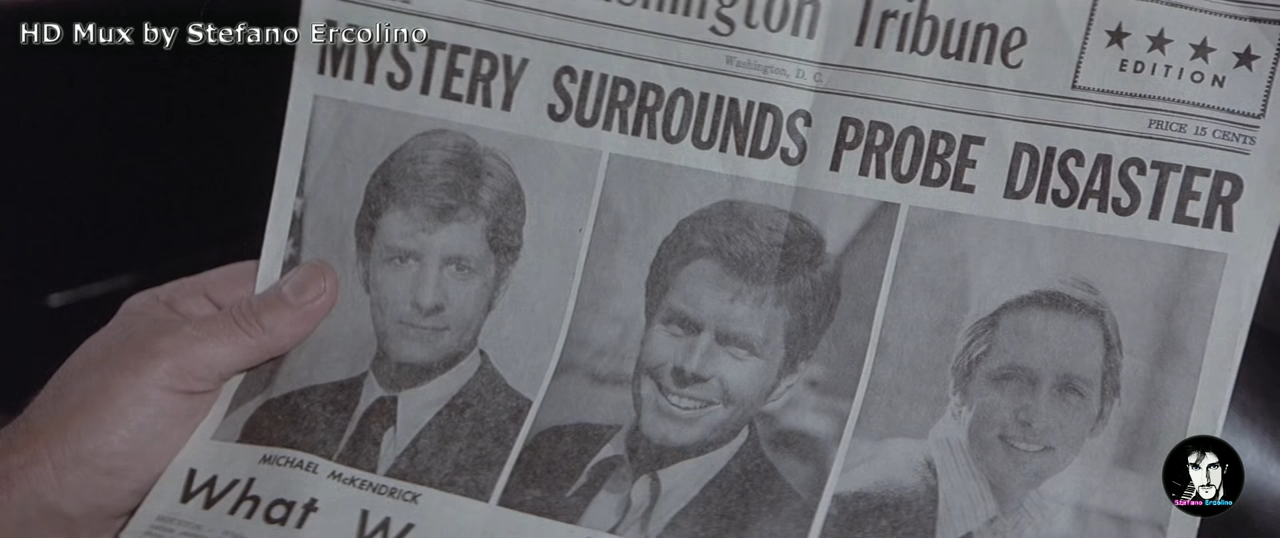 HD Mux by Stefano Ercolino
Washington Tribune
Washington, D. C.
★ ★ ★ ★
EDITION
PRICE 15 CENTS
MYSTERY SURROUNDS PROBE DISASTER
MICHAEL McKENDRICK
What
Stefano Ercolino